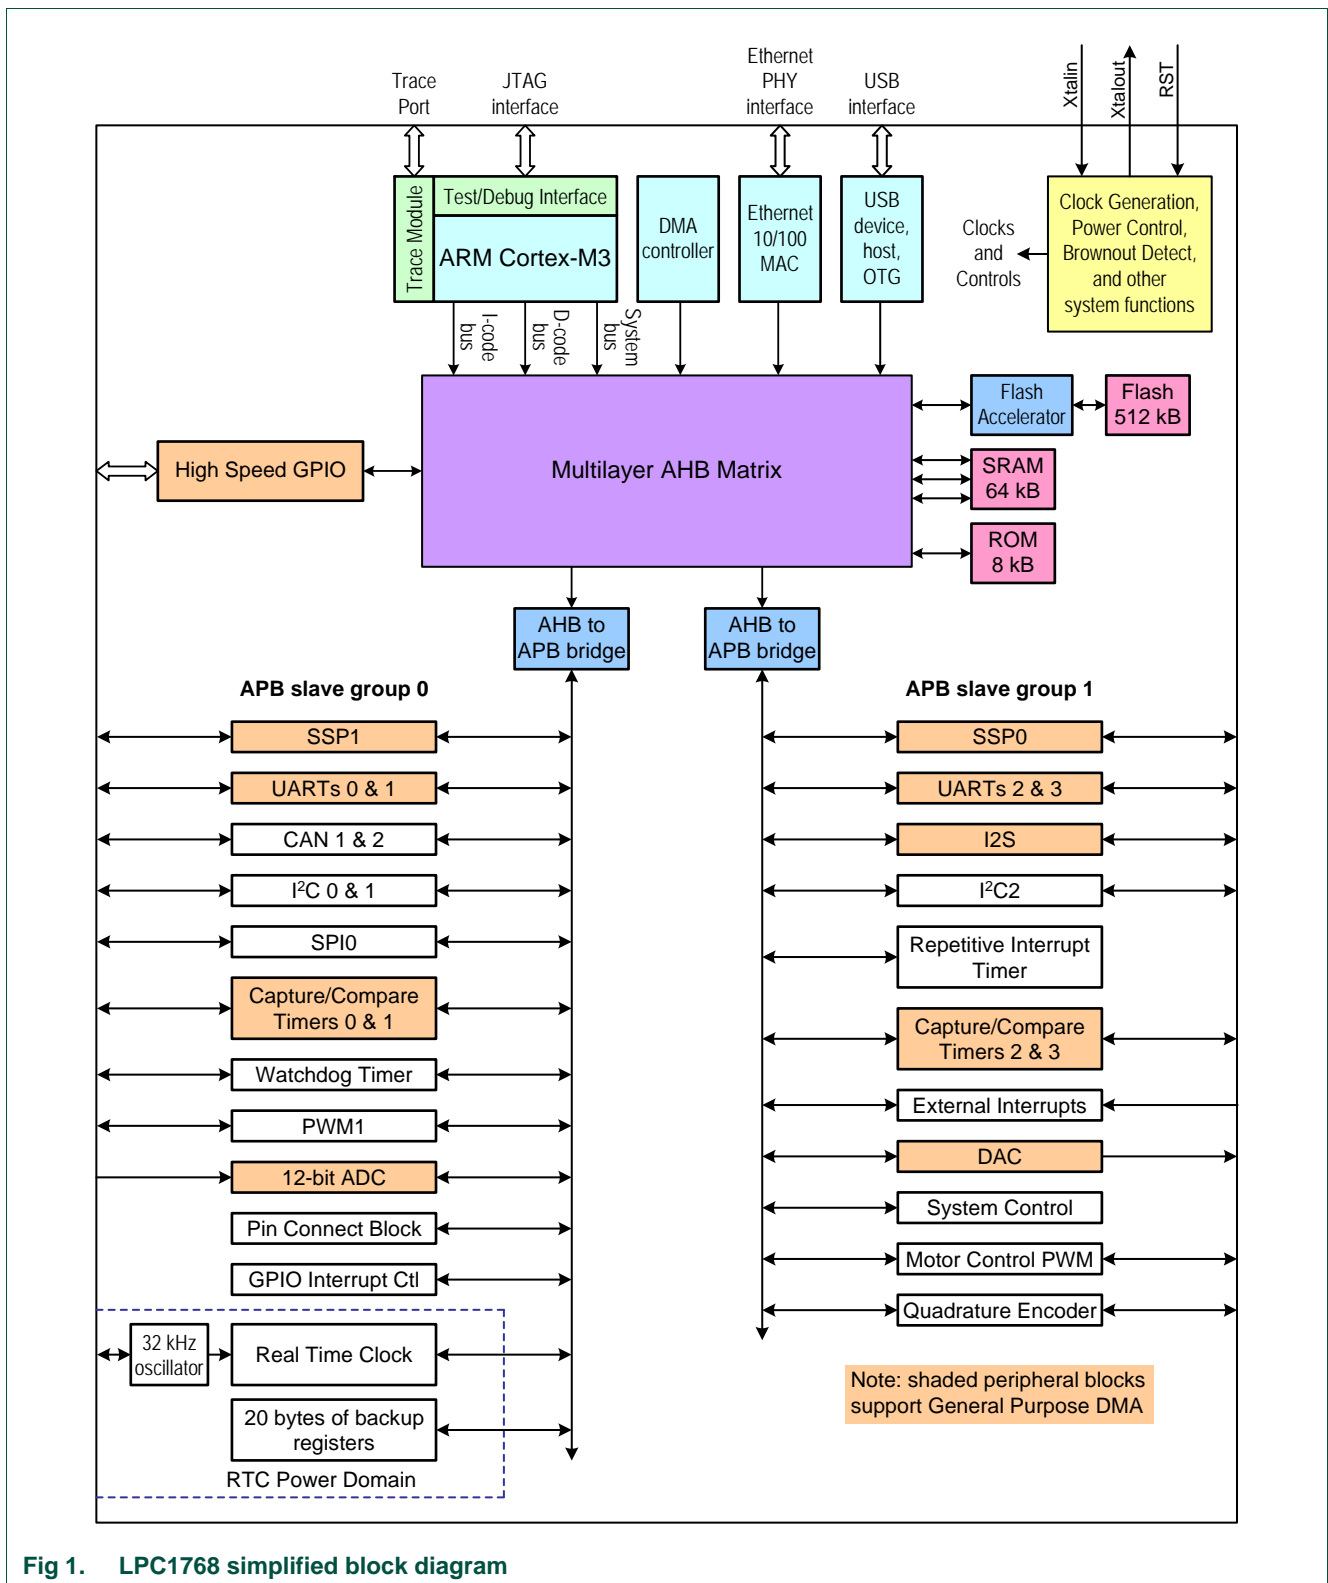 Trace
Port
JTAG
interface
Ethernet
PHY
interface
USB
interface
Xtalin
Xtalout
RST
Trace Module
Test/Debug Interface
ARM Cortex-M3
DMA
controller
Ethernet
10/100
MAC
USB
device,
host,
OTG
Clocks
and
Controls
Clock Generation,
Power Control,
Brownout Detect,
and other
system functions
I-code
bus
D-code
bus
System
bus
Multilayer AHB Matrix
Flash
Accelerator
Flash
512 kB
High Speed GPIO
SRAM
64 kB
ROM
8 kB
AHB to
APB bridge
AHB to
APB bridge
APB slave group 0
SSP1
UARTs 0 & 1
CAN 1 & 2
I²C 0 & 1
SPI0
Capture/Compare
Timers 0 & 1
Watchdog Timer
PWM1
12-bit ADC
Pin Connect Block
GPIO Interrupt Ctl
32 kHz
oscillator
Real Time Clock
20 bytes of backup
registers
RTC Power Domain
APB slave group 1
SSP0
UARTs 2 & 3
I2S
I²C2
Repetitive Interrupt
Timer
Capture/Compare
Timers 2 & 3
External Interrupts
DAC
System Control
Motor Control PWM
Quadrature Encoder
Note: shaded peripheral blocks
support General Purpose DMA
Fig 1. LPC1768 simplified block diagram